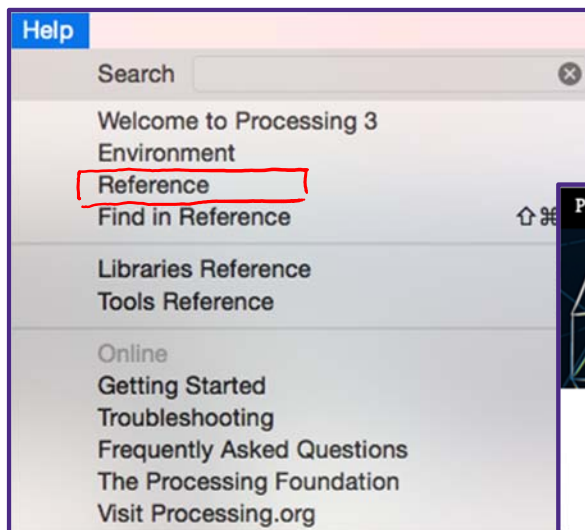 Help
Search
Welcome to Processing 3
Environment
Reference
Find in Reference ⇧⌘
Libraries Reference
Tools Reference
Online
Getting Started
Troubleshooting
Frequently Asked Questions
The Processing Foundation
Visit Processing.org
P